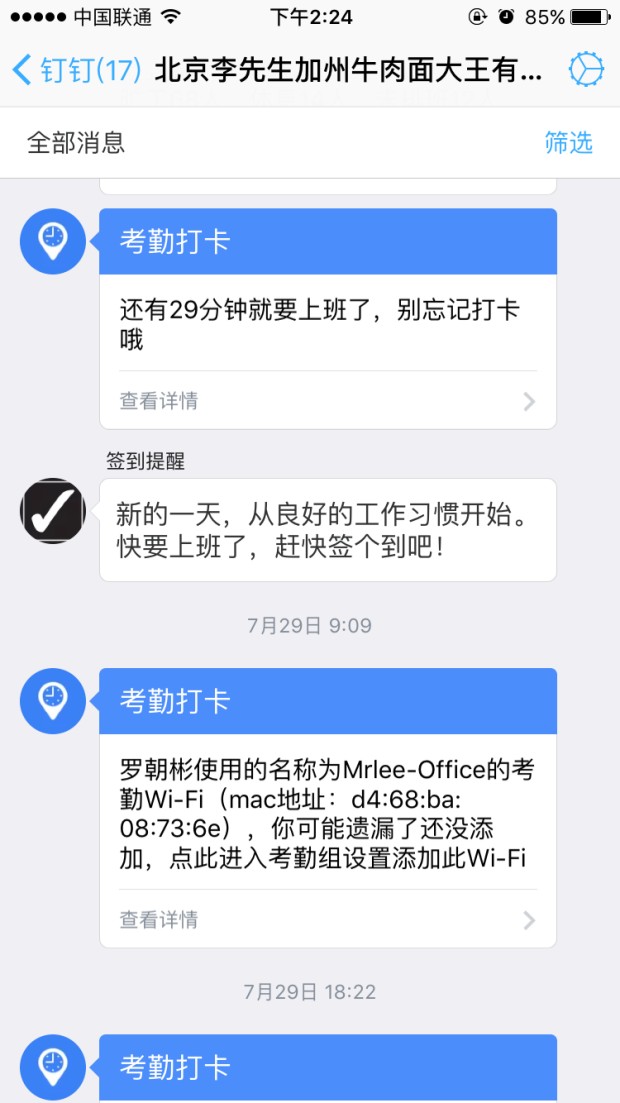 中国联通 下午2:24 85%
钉钉(17) 北京李先生加州牛肉面大王有...
全部消息 筛选
考勤打卡
还有29分钟就要上班了，别忘记打卡
哦
查看详情
签到提醒
新的一天，从良好的工作习惯开始。
快要上班了，赶快签个到吧！
7月29日 9:09
考勤打卡
罗朝彬使用的名称为Mrlee-Office的考
勤Wi-Fi（mac地址：d4:68:ba:
08:73:6e），你可能遗漏了还没添
加，点此进入考勤组设置添加此Wi-Fi
查看详情
7月29日 18:22
考勤打卡